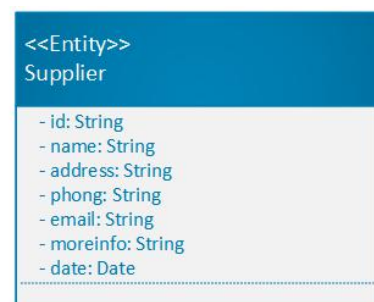 <<Entity>>
Supplier
- id: String
- name: String
- address: String
- phong: String
- email: String
- moreinfo: String
- date: Date